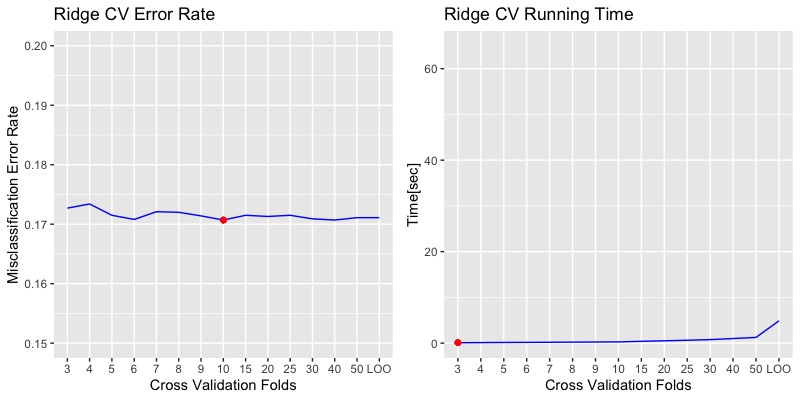 Ridge CV Error Rate
Misclassification Error Rate
0.20
0.19
0.18
0.17
0.16
0.15
3 4 5 6 7 8 9 10 15 20 25 30 40 50 LOO
Cross Validation Folds
Ridge CV Running Time
Time[sec]
60
40
20
0
3 4 5 6 7 8 9 10 15 20 25 30 40 50 LOO
Cross Validation Folds